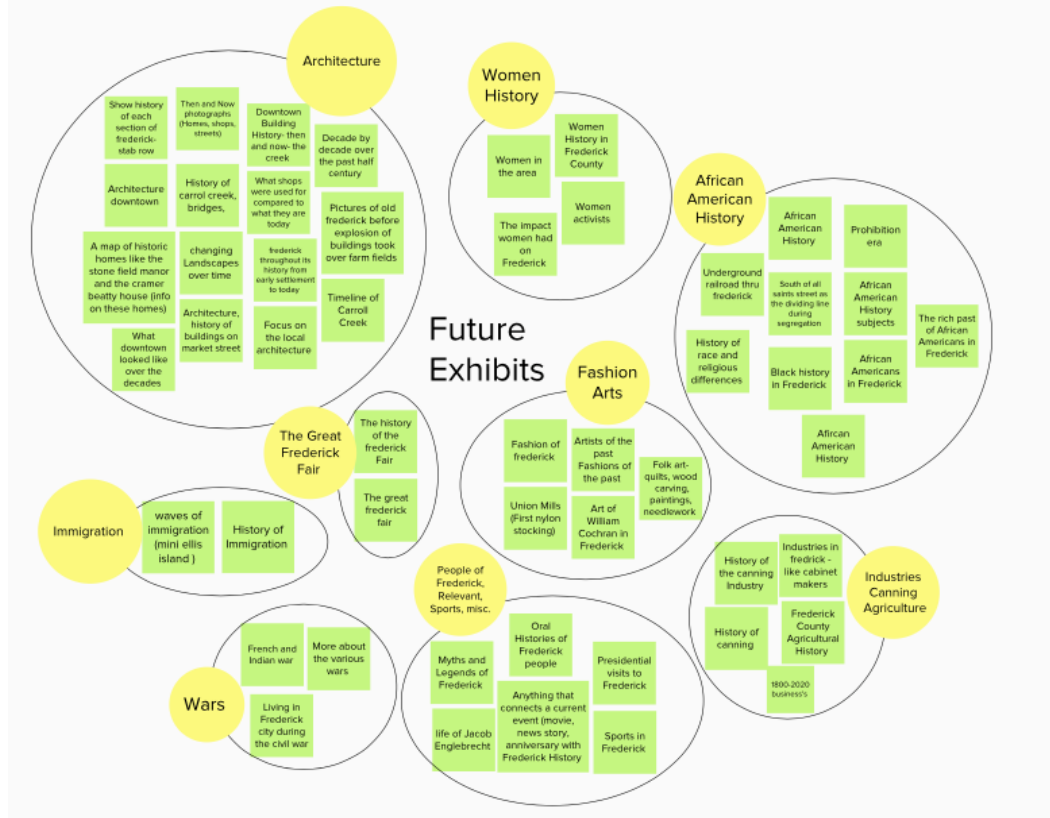 Architecture
Show history
of each
section of
frederick-
stab row
Then and Now
photographs
(Homes, shops,
streets)
Downtown
Building
History- then
and now- the
creek
Decade by
decade over
the past half
century
Architecture
downtown
History of
carrol creek,
bridges,
What shops
were used for
compared to
what they are
today
Pictures of old
frederick before
explosion of
buildings took
over farm fields
A map of historic
homes like the
stone field manor
and the cramer
beatty house (info
on these homes)
changing
Landscapes
over time
frederick
throughout its
history from
early settlement
to today
Timeline of
Carroll
Creek
What
downtown
looked like
over the
decades
Architecture,
history of
buildings on
market street
Focus on
the local
architecture
Women
History
Women in
the area
Women
History in
Frederick
County
Women
activists
The impact
women had
on
Frederick
African
American
History
African
American
History
Prohibition
era
Underground
railroad thru
frederick
South of all
saints street as
the dividing line
during
segregation
African
American
History
subjects
The rich past
of African
Americans in
Frederick
History of
race and
religious
differences
Black history
in Frederick
African
Americans
in Frederick
Afircan
American
History
Future
Exhibits
The Great
Frederick
Fair
The history
of the
frederick
Fair
The great
frederick
fair
Fashion
Arts
Fashion of
frederick
Artists of the
past
Fashions of
the past
Folk art-
quilts, wood
carving,
paintings,
needlework
Union Mills
(First nylon
stocking)
Art of
William
Cochran in
Frederick
Immigration
waves of
immigration
(mini ellis
island )
History of
Immigration
Industries
Canning
Agriculture
History of
the canning
Industry
Industries in
fredrick -
like cabinet
makers
History of
canning
Frederick
County
Agricultural
History
1800-2020
business's
People of
Frederick,
Relevant,
Sports, misc.
Oral
Histories of
Frederick
people
Myths and
Legends of
Frederick
Presidential
visits to
Frederick
Anything that
connects a current
event (movie,
news story,
anniversary with
Frederick History
life of Jacob
Englebrecht
Sports in
Frederick
Wars
French and
Indian war
More about
the various
wars
Living in
Frederick
city during
the civil war